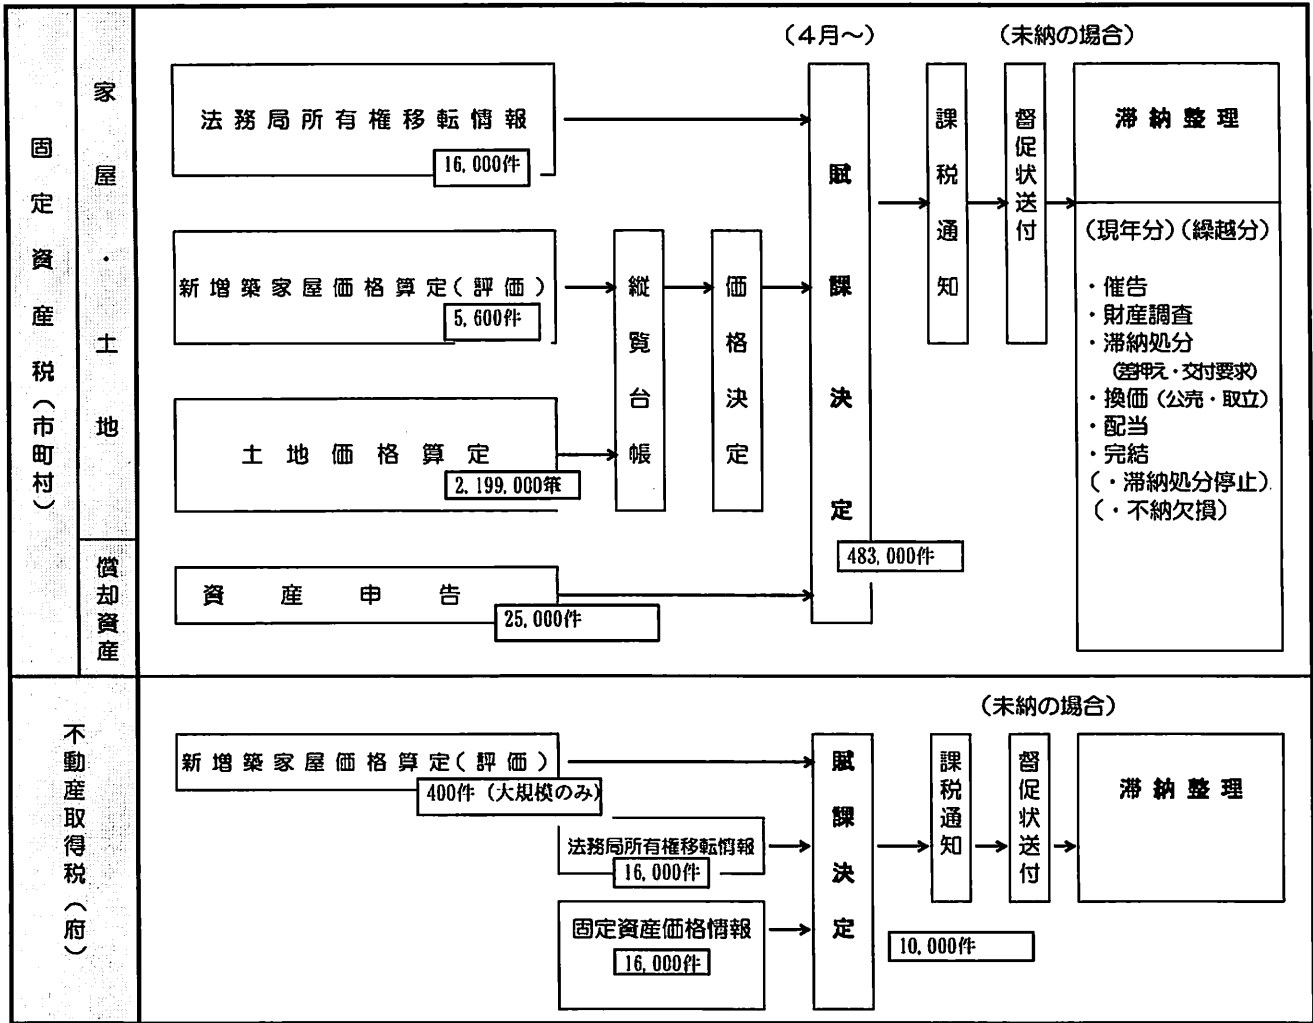 固定資産税（市町村）
家屋・土地
（4月～）
（未納の場合）
法務局所有権移転情報
16,000件
新増築家屋価格算定（評価）
5,600件
土地価格算定
2,199,000筆
縦覧台帳
価格決定
賦課決定
483,000件
課税通知
督促状送付
滞納整理
（現年分）（繰越分）
・催告
・財産調査
・滞納処分
（差押え・交付要求）
・換価（公売・取立）
・配当
・完結
（・滞納処分停止）
（・不納欠損）
償却資産
資産申告
25,000件
不動産取得税（府）
（未納の場合）
新増築家屋価格算定（評価）
400件（大規模のみ）
法務局所有権移転情報
16,000件
固定資産価格情報
16,000件
賦課決定
10,000件
課税通知
督促状送付
滞納整理